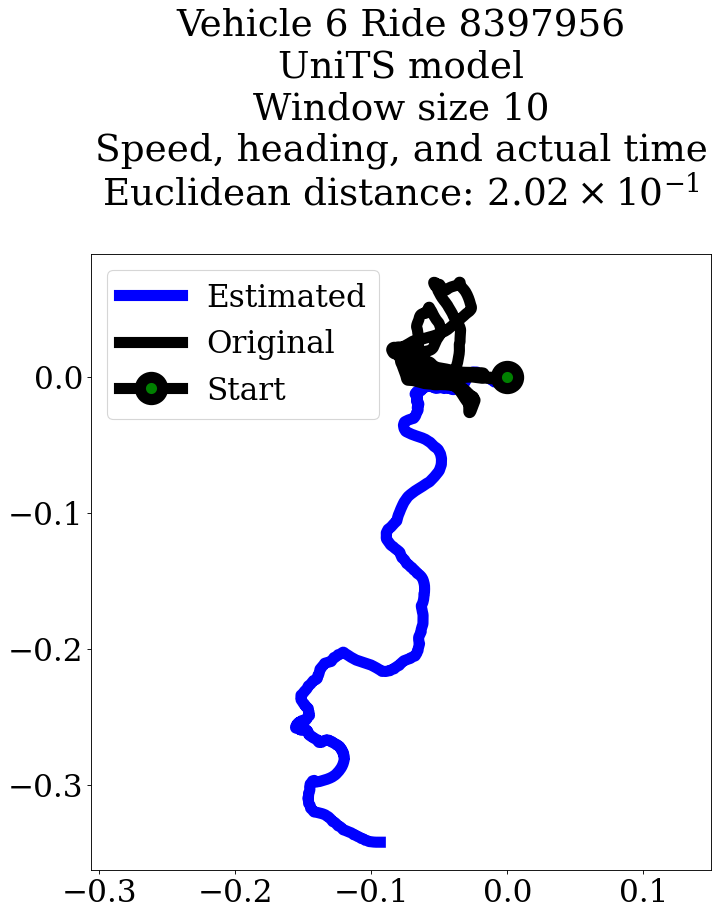 Vehicle 6 Ride 8397956
UniTS model
Window size 10
Speed, heading, and actual time
Euclidean distance: 2.02 × 10⁻¹
Estimated
Original
Start
0.0
−0.1
−0.2
−0.3
−0.3 −0.2 −0.1 0.0 0.1